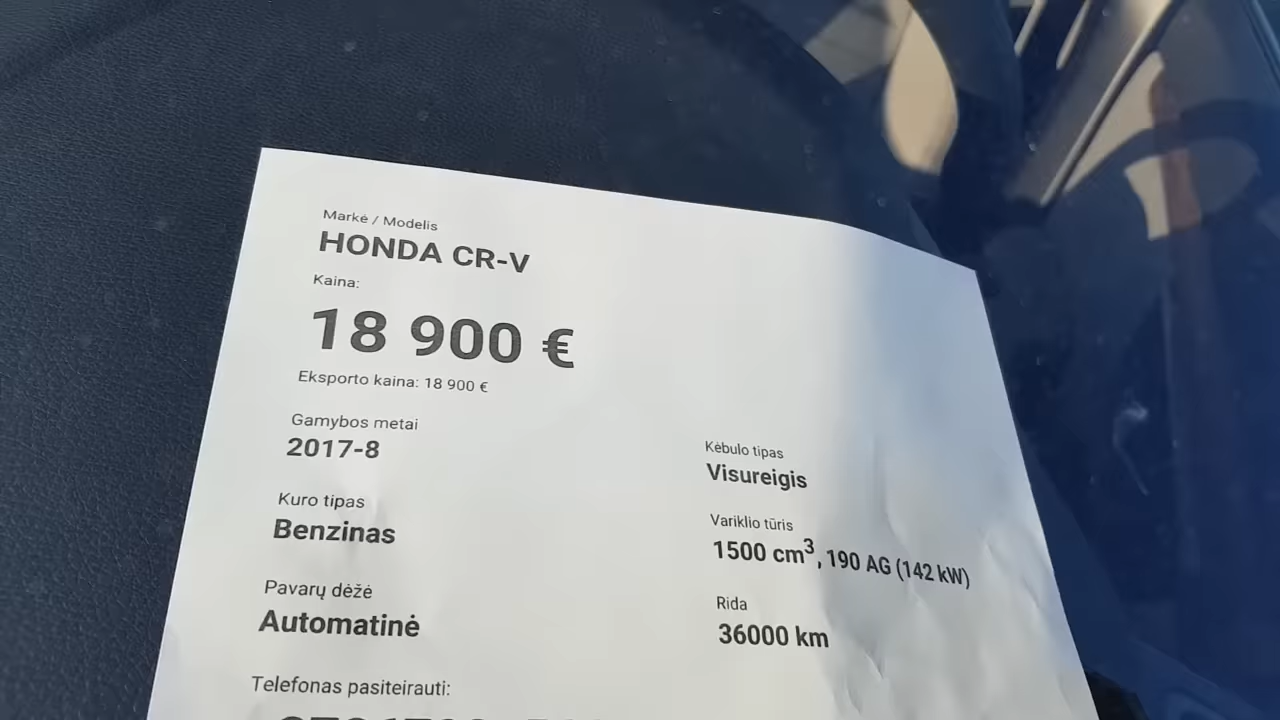 Markė / Modelis
HONDA CR-V
Kaina:
18 900 €
Eksporto kaina: 18 900 €
Gamybos metai
2017-8
Kuro tipas
Benzinas
Pavarų dėžė
Automatinė
Kėbulo tipas
Visureigis
Variklio tūris
1500 cm³, 190 AG (142 kW)
Rida
36000 km
Telefonas pasiteirauti: